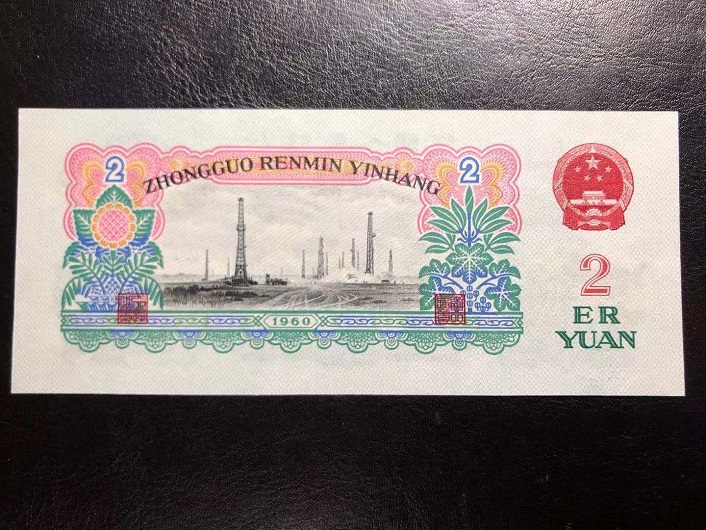 ZHONGGUO RENMIN YINHANG
2
2
1960
2
ER
YUAN